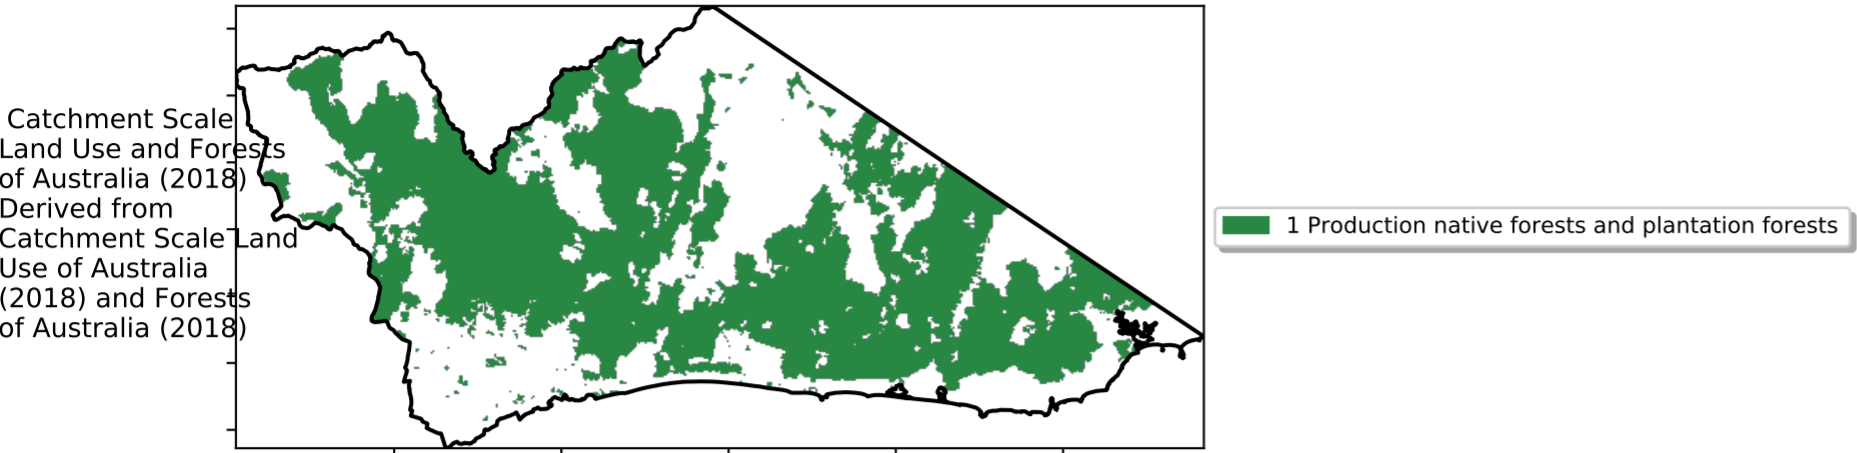 Catchment Scale
Land Use and Forests
of Australia (2018)
Derived from
Catchment Scale Land
Use of Australia
(2018) and Forests
of Australia (2018)
1 Production native forests and plantation forests